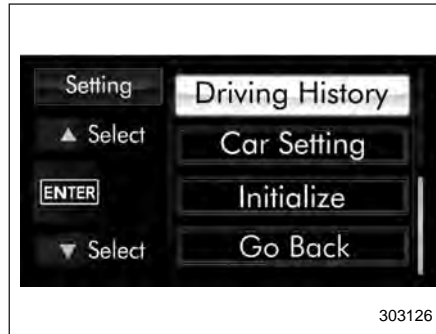 Setting
▲ Select
ENTER
▼ Select
Driving History
Car Setting
Initialize
Go Back
303126